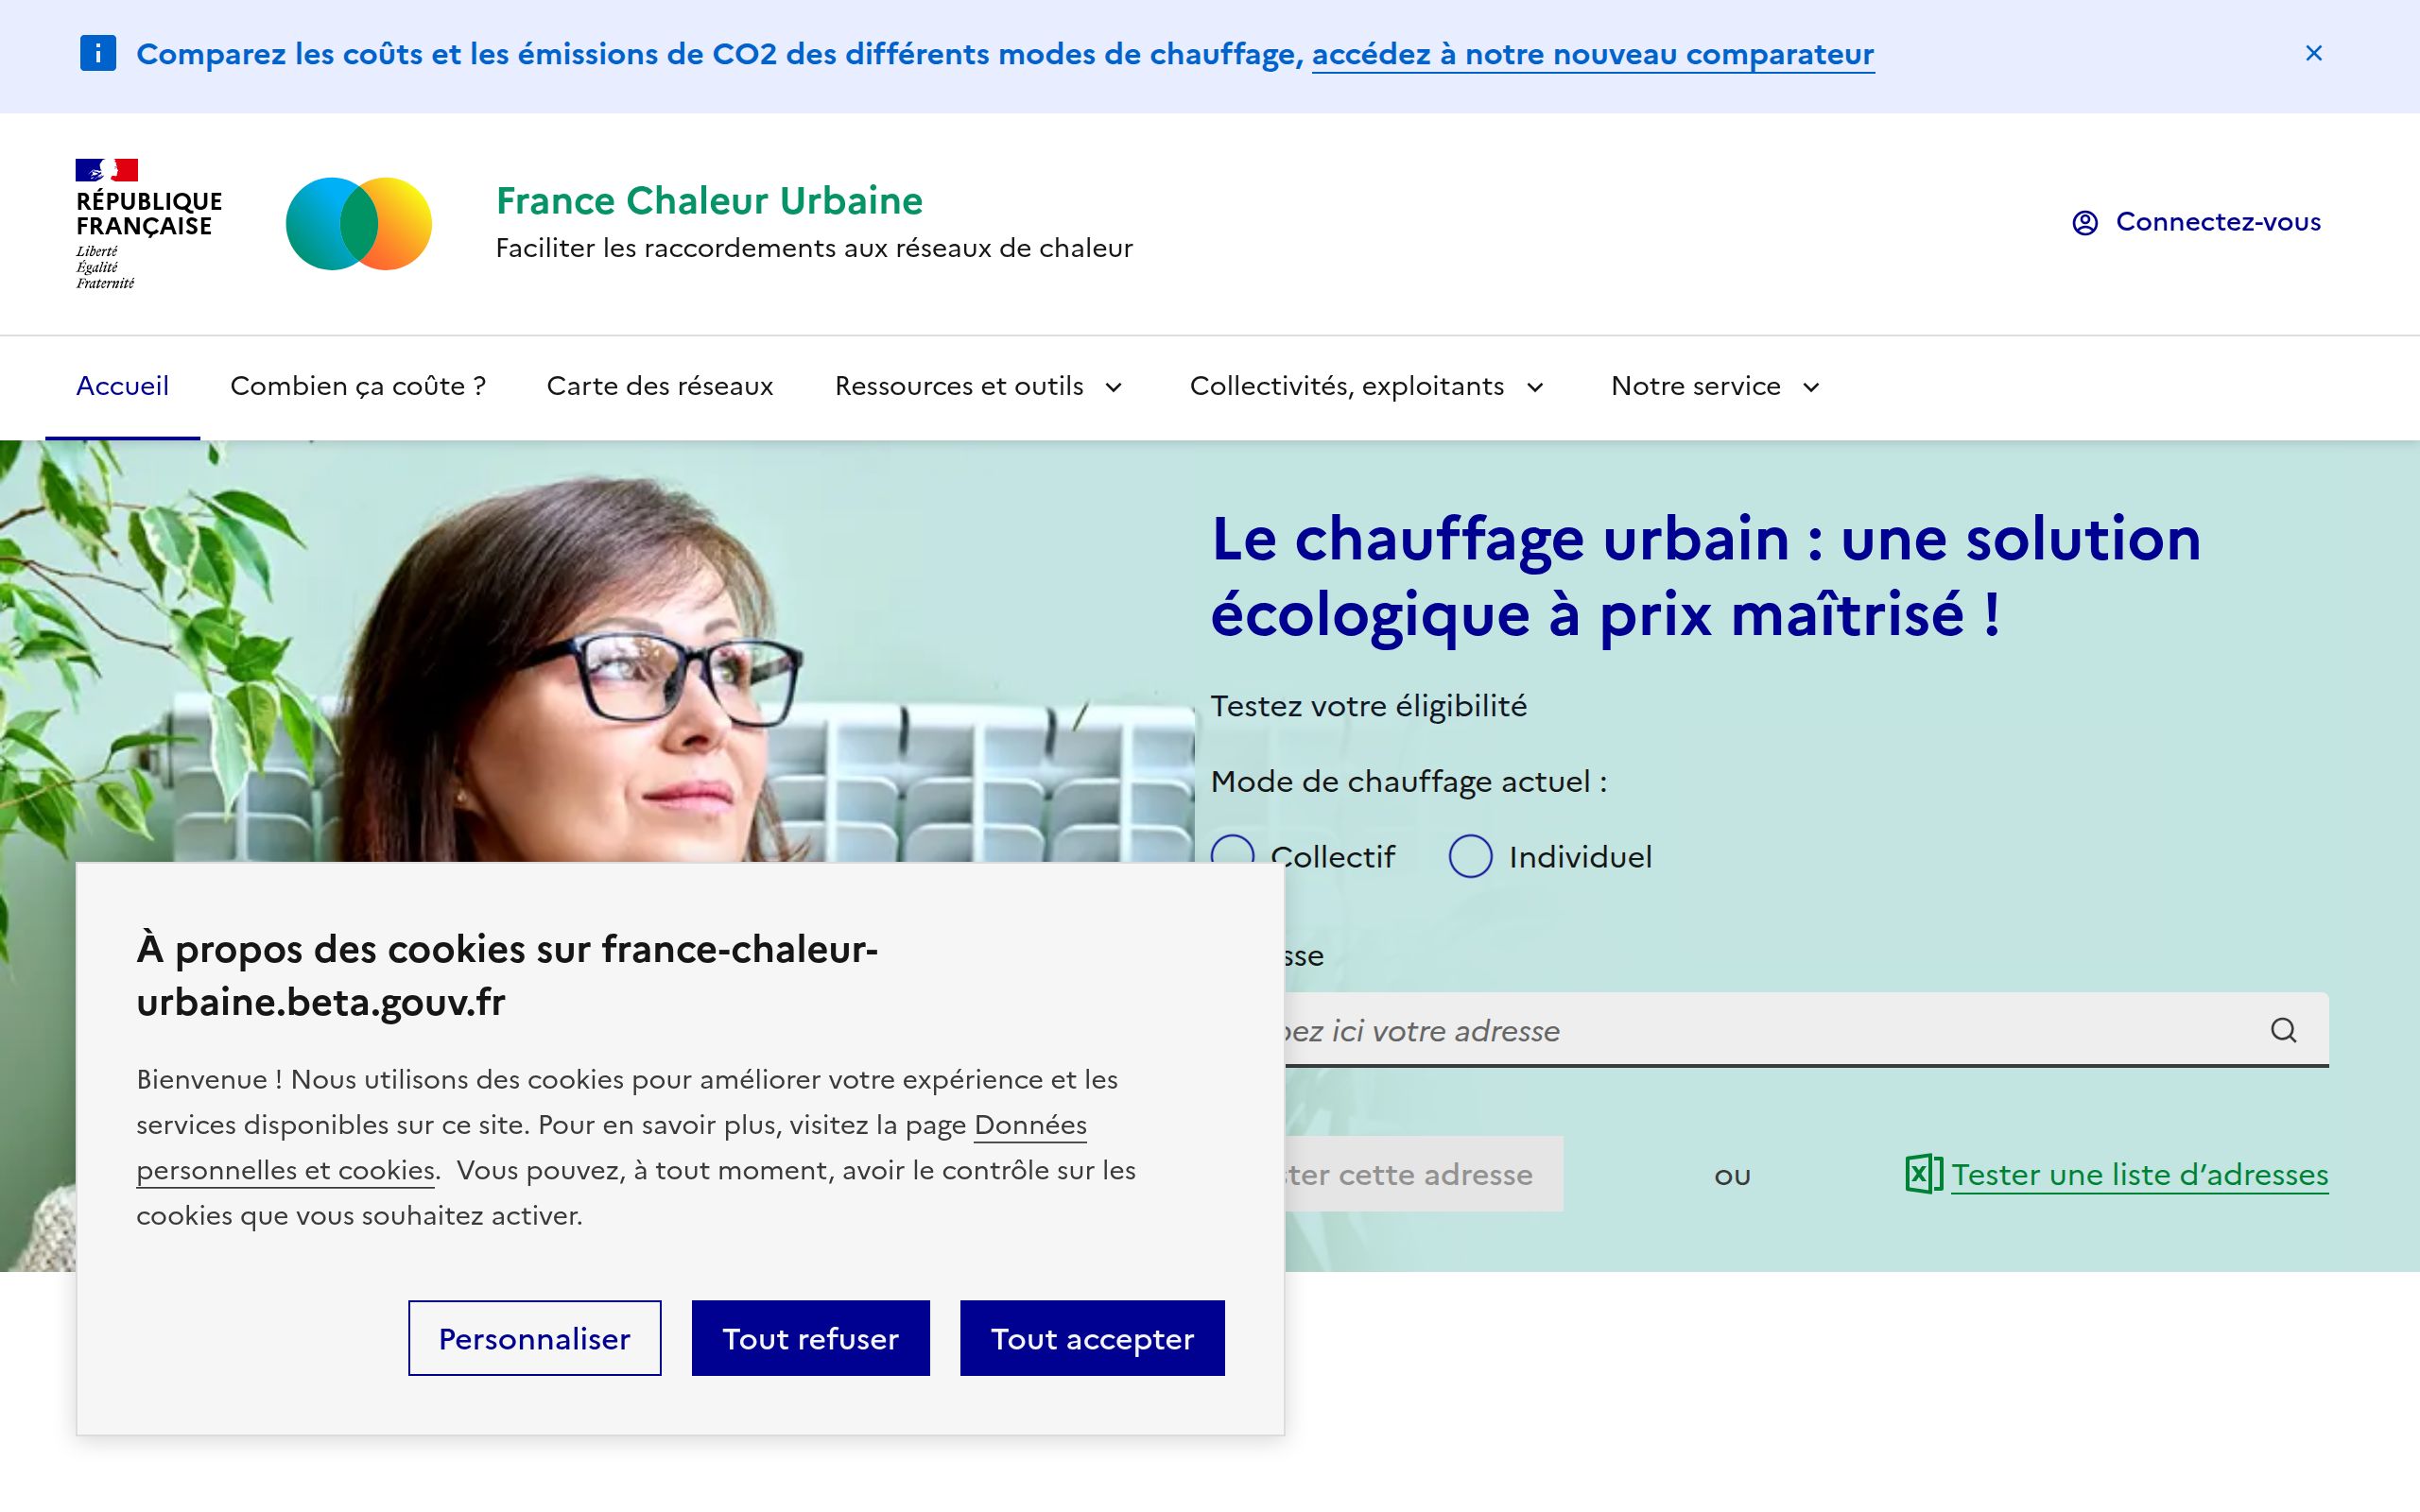 Comparez les coûts et les émissions de CO2 des différents modes de chauffage, accédez à notre nouveau comparateur
RÉPUBLIQUE
FRANÇAISE
Liberté
Égalité
Fraternité
France Chaleur Urbaine
Faciliter les raccordements aux réseaux de chaleur
Connectez-vous
Accueil
Combien ça coûte ?
Carte des réseaux
Ressources et outils
Collectivités, exploitants
Notre service
Le chauffage urbain : une solution
écologique à prix maîtrisé !
Testez votre éligibilité
Mode de chauffage actuel :
Collectif
Individuel
ici votre adresse
cette adresse
ou
Tester une liste d’adresses
À propos des cookies sur france-chaleur-
urbaine.beta.gouv.fr
Bienvenue ! Nous utilisons des cookies pour améliorer votre expérience et les
services disponibles sur ce site. Pour en savoir plus, visitez la page Données
personnelles et cookies.  Vous pouvez, à tout moment, avoir le contrôle sur les
cookies que vous souhaitez activer.
Personnaliser
Tout refuser
Tout accepter